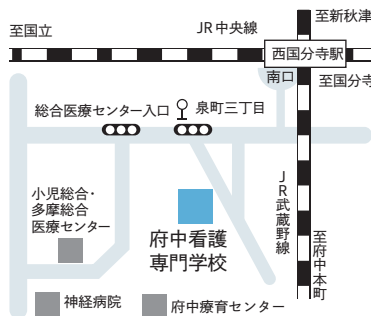 至新秋津
至国立
JR中央線
西国分寺駅
南口
至国分寺
総合医療センター入口
泉町三丁目
小児総合・
多摩総合
医療センター
JR武蔵野線
至府中本町
府中看護
専門学校
神経病院
府中療育センター